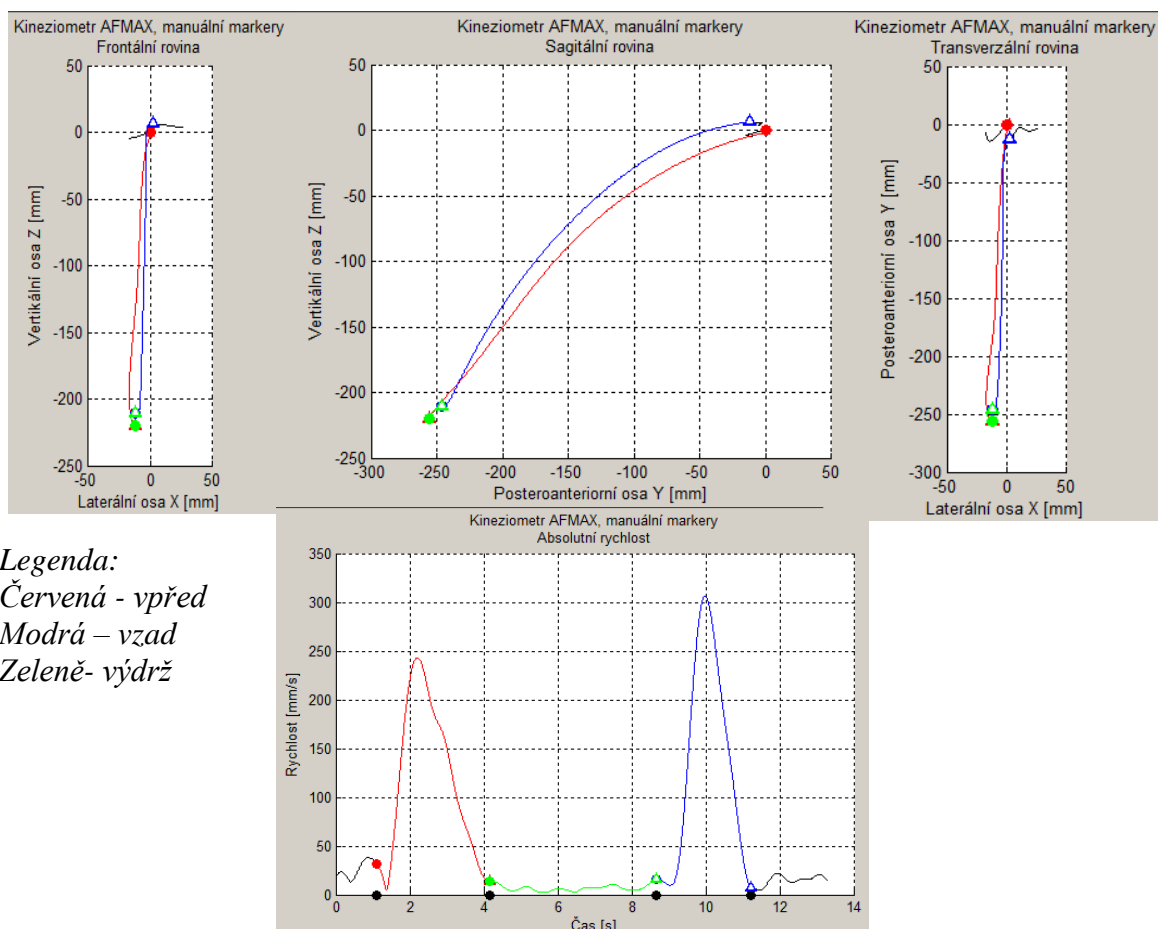 Kineziometr AFMAX, manuální markery
Frontální rovina
50
0
-50
-100
-150
-200
-250
Vertikální osa Z [mm]
-50
0
50
Laterální osa X [mm]
Kineziometr AFMAX, manuální markery
Sagitální rovina
50
0
-50
-100
-150
-200
-250
Vertikální osa Z [mm]
-300
-250
-200
-150
-100
-50
0
50
Posteroanteriorní osa Y [mm]
Kineziometr AFMAX, manuální markery
Transverzální rovina
50
0
-50
-100
-150
-200
-250
-300
Posteroanteriorní osa Y [mm]
-50
0
50
Laterální osa X [mm]
Legenda:
Červená - vpřed
Modrá – vzad
Zeleně- výdrž
Kineziometr AFMAX, manuální markery
Absolutní rychlost
350
300
250
200
150
100
50
0
Rychlost [mm/s]
0
2
4
6
8
10
12
14
Čas [s]